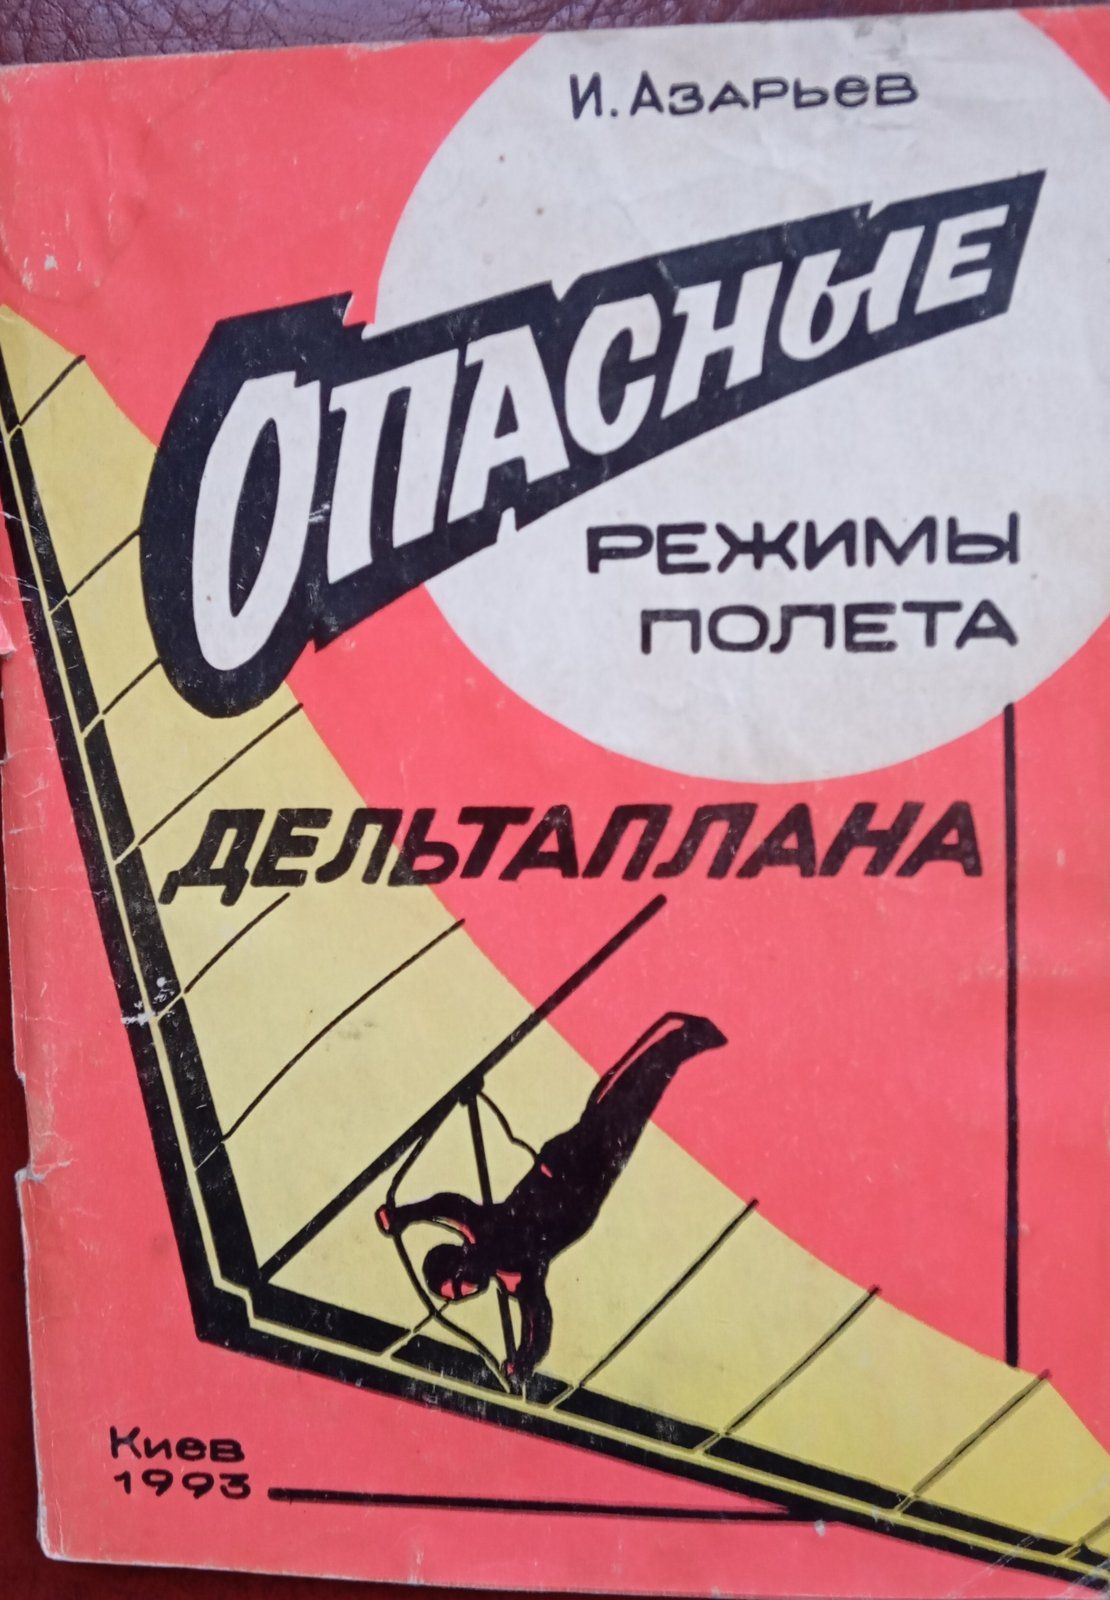 И. Азарьев
Опасные
режимы
полета
дельтаплана
Киев
1993